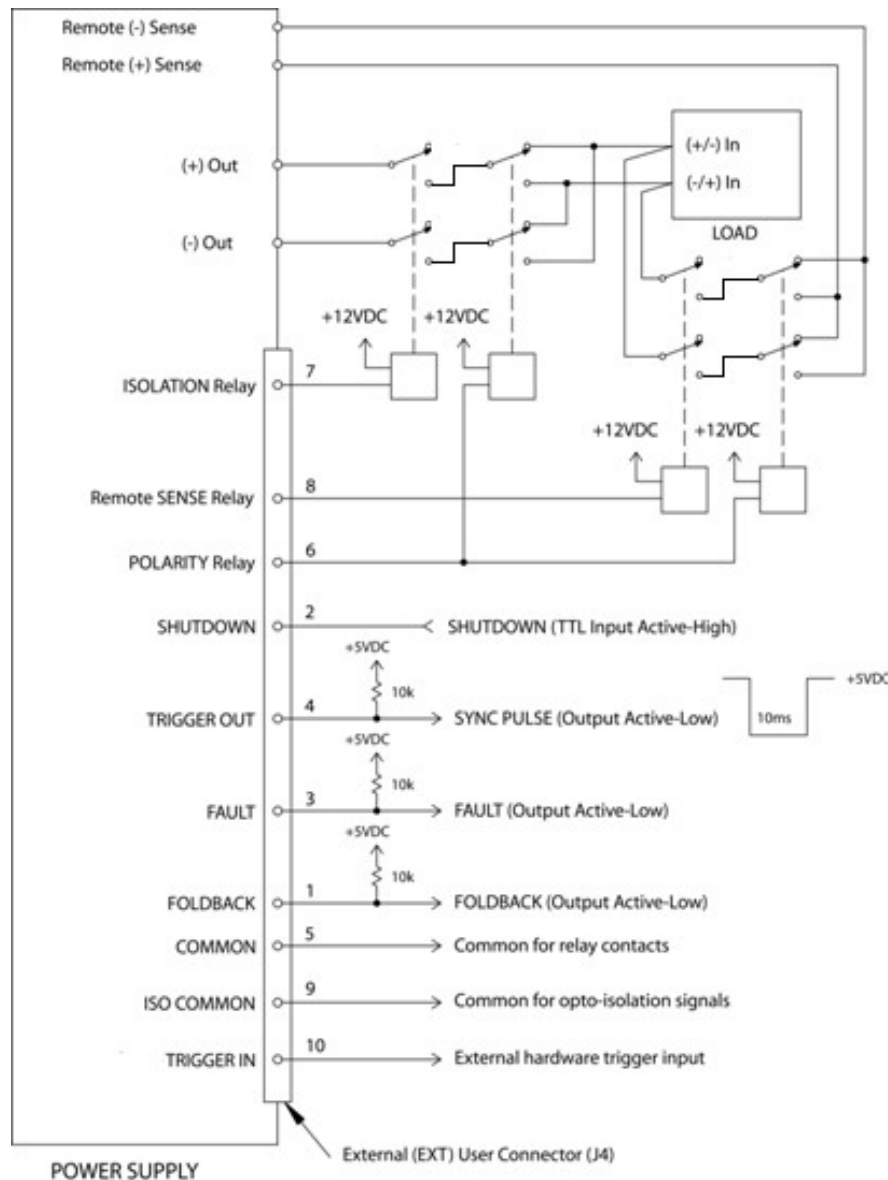 Remote (-) Sense
Remote (+) Sense
(+) Out
(+/-) In
(-/+) In
LOAD
(-) Out
+12VDC +12VDC
ISOLATION Relay 7
+12VDC +12VDC
Remote SENSE Relay 8
POLARITY Relay 6
SHUTDOWN 2 SHUTDOWN (TTL Input Active-High)
+5VDC
10k
TRIGGER OUT 4 SYNC PULSE (Output Active-Low) 10ms +5VDC
+5VDC
10k
FAULT 3 FAULT (Output Active-Low)
+5VDC
10k
FOLDBACK 1 FOLDBACK (Output Active-Low)
COMMON 5 Common for relay contacts
ISO COMMON 9 Common for opto-isolation signals
TRIGGER IN 10 External hardware trigger input
External (EXT) User Connector (J4)
POWER SUPPLY